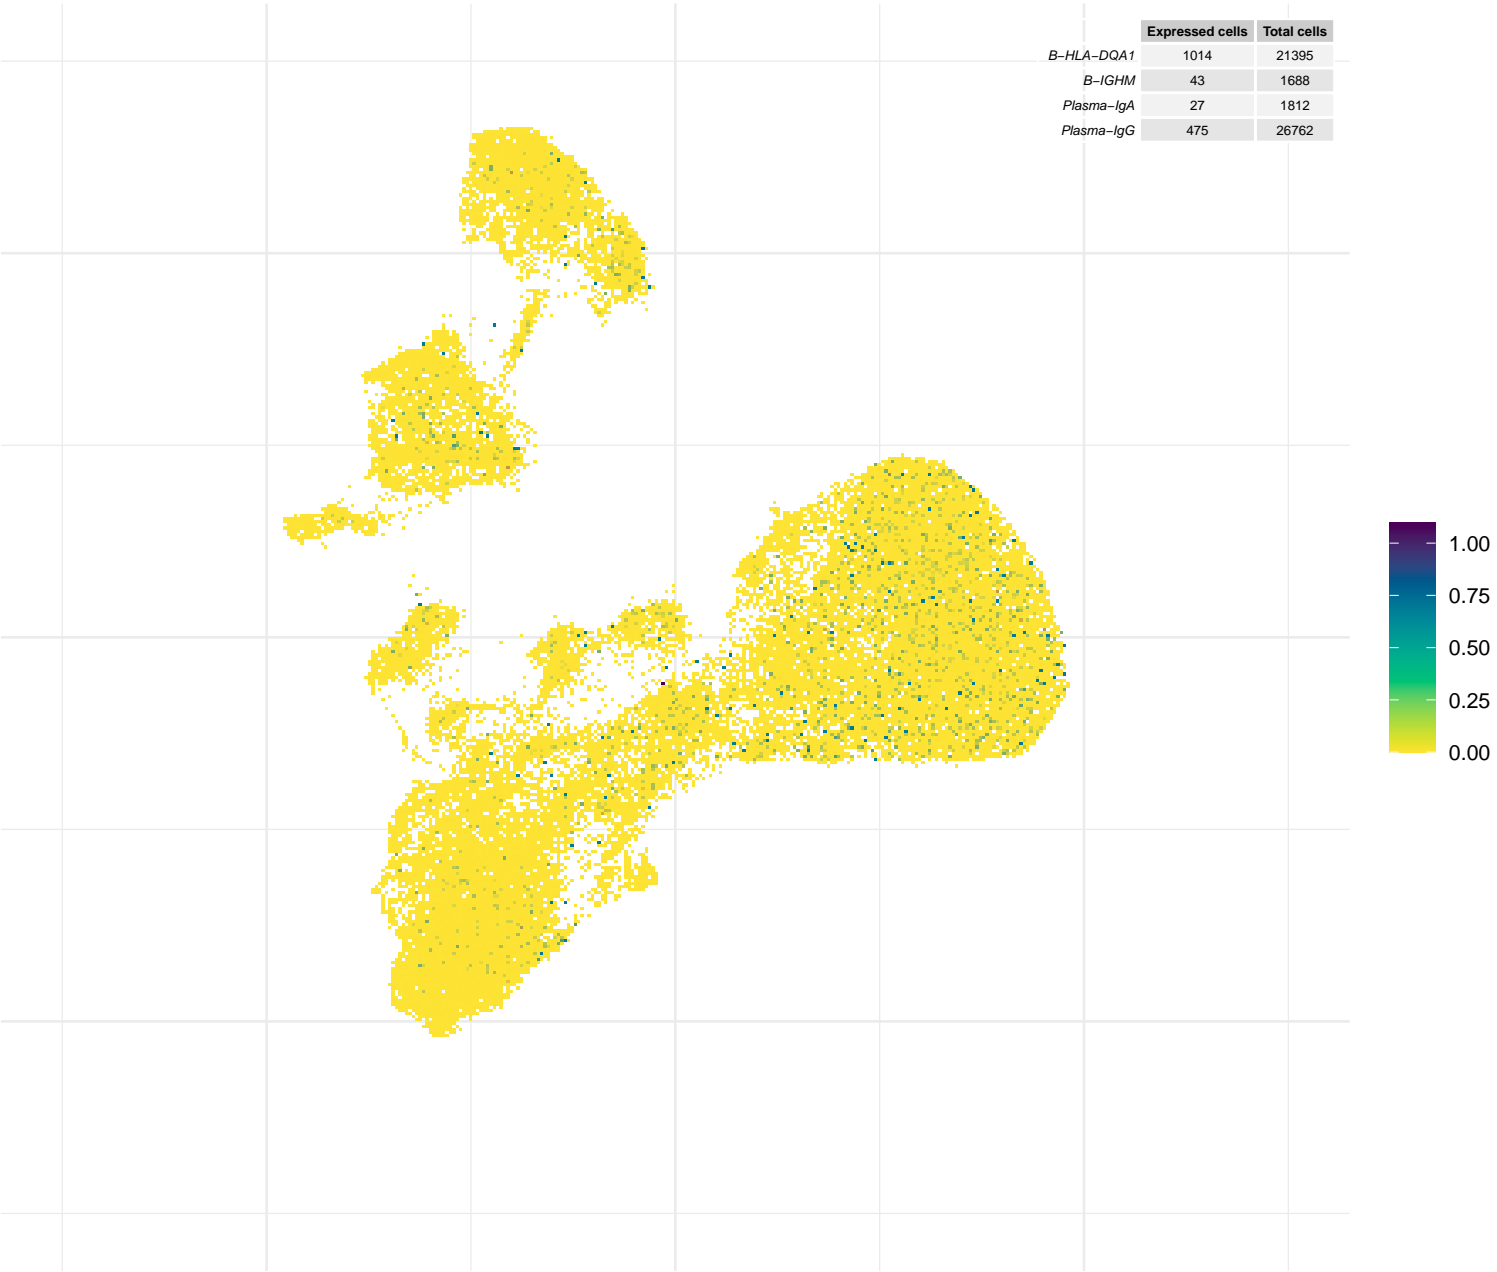 Expressed cells Total cells
B−HLA−DQA1 1014 21395
B−IGHM 43 1688
Plasma−IgA 27 1812
Plasma−IgG 475 26762
1.00
0.75
0.50
0.25
0.00